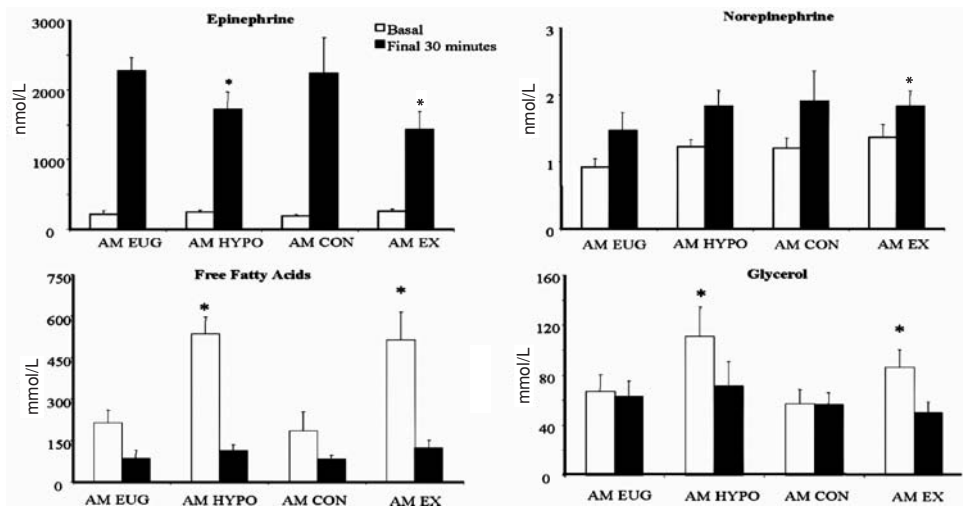 Epinephrine
Basal
Final 30 minutes
nmol/L
3000
2000
1000
0
*
*
AM EUG AM HYPO AM CON AM EX
Norepinephrine
nmol/L
3
2
1
0
*
AM EUG AM HYPO AM CON AM EX
Free Fatty Acids
mmol/L
750
600
450
300
150
0
*
*
AM EUG AM HYPO AM CON AM EX
Glycerol
mmol/L
160
120
80
40
0
*
*
AM EUG AM HYPO AM CON AM EX